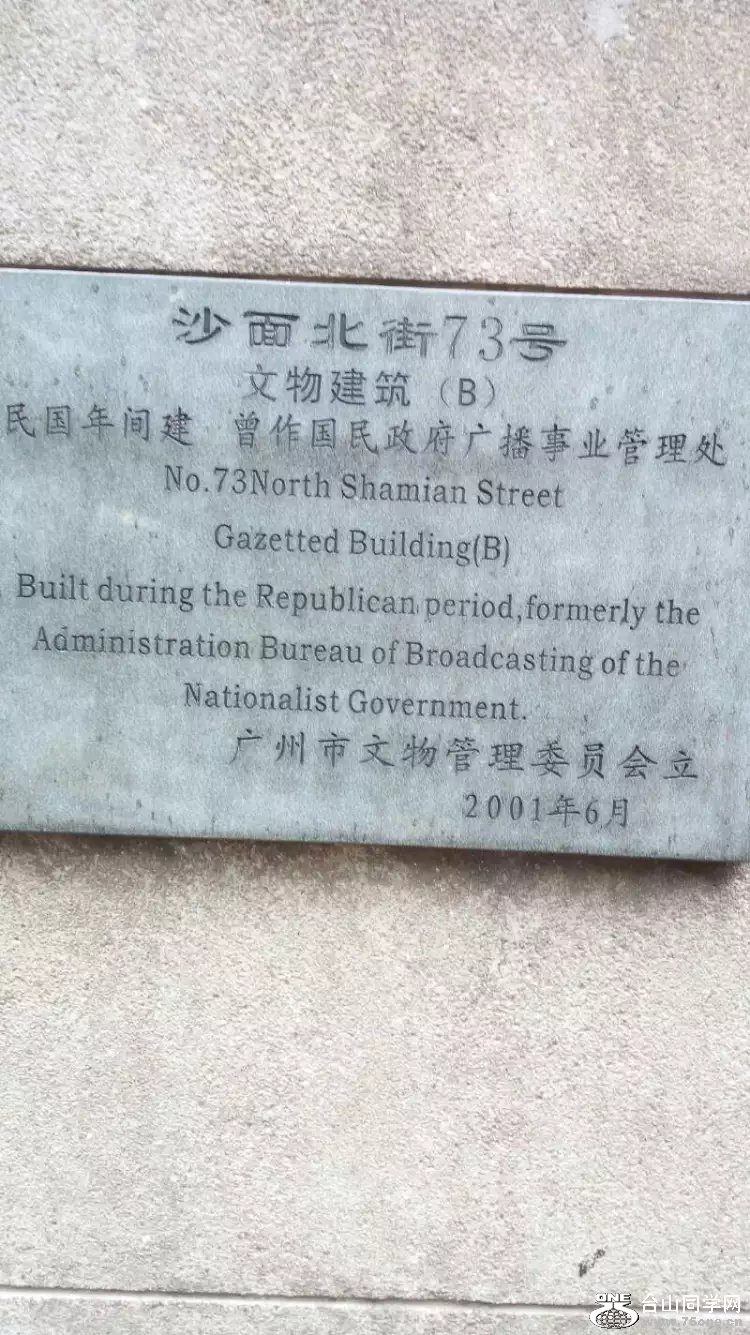 沙面北街73号
文物建筑（B）
民国年间建 曾作国民政府广播事业管理处
No.73North Shamian Street
Gazetted Building(B)
Built during the Republican period,formerly the
Administration Bureau of Broadcasting of the
Nationalist Government.
广州市文物管理委员会立
2001年6月
ONE 台山同学网